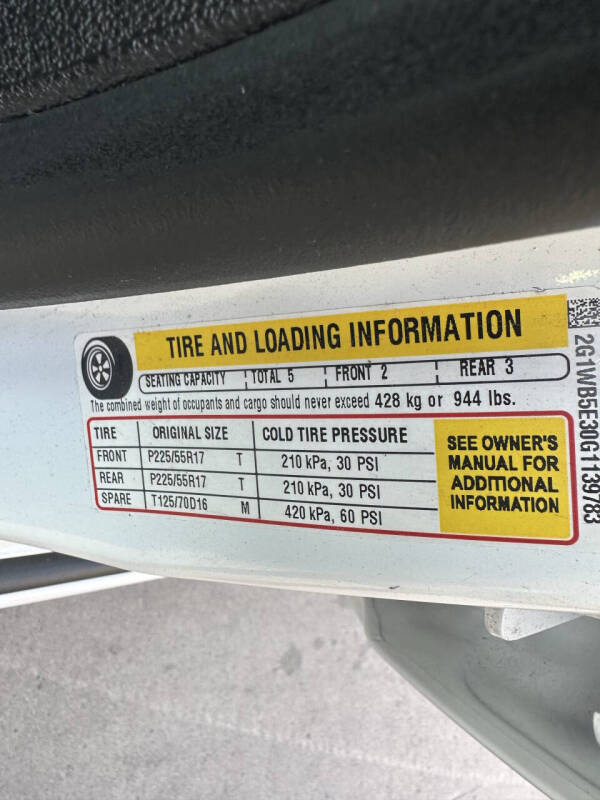 TIRE AND LOADING INFORMATION
SEATING CAPACITY TOTAL 5 FRONT 2 REAR 3
The combined weight of occupants and cargo should never exceed 428 kg or 944 lbs.
TIRE ORIGINAL SIZE COLD TIRE PRESSURE
FRONT P225/55R17 T 210 kPa, 30 PSI
REAR P225/55R17 T 210 kPa, 30 PSI
SPARE T125/70D16 M 420 kPa, 60 PSI
SEE OWNER'S
MANUAL FOR
ADDITIONAL
INFORMATION
2G1WB5E30G1139783